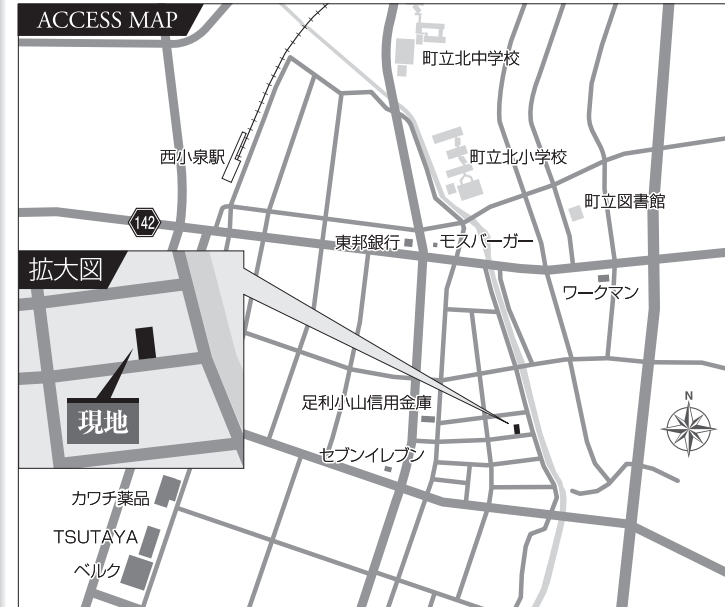 ACCESS MAP
町立北中学校
西小泉駅
町立北小学校
町立図書館
142
東邦銀行
モスバーガー
拡大図
ワークマン
現地
足利小山信用金庫
N
セブンイレブン
カワチ薬品
TSUTAYA
ベルク